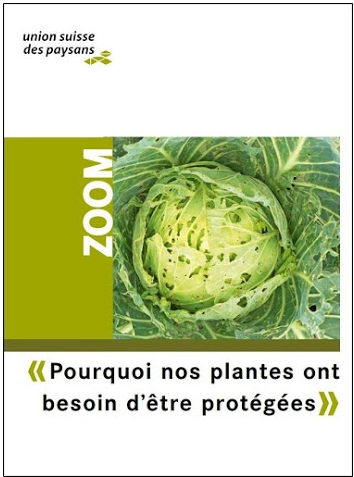 union suisse
des paysans
ZOOM
« Pourquoi nos plantes ont
besoin d'être protégées »